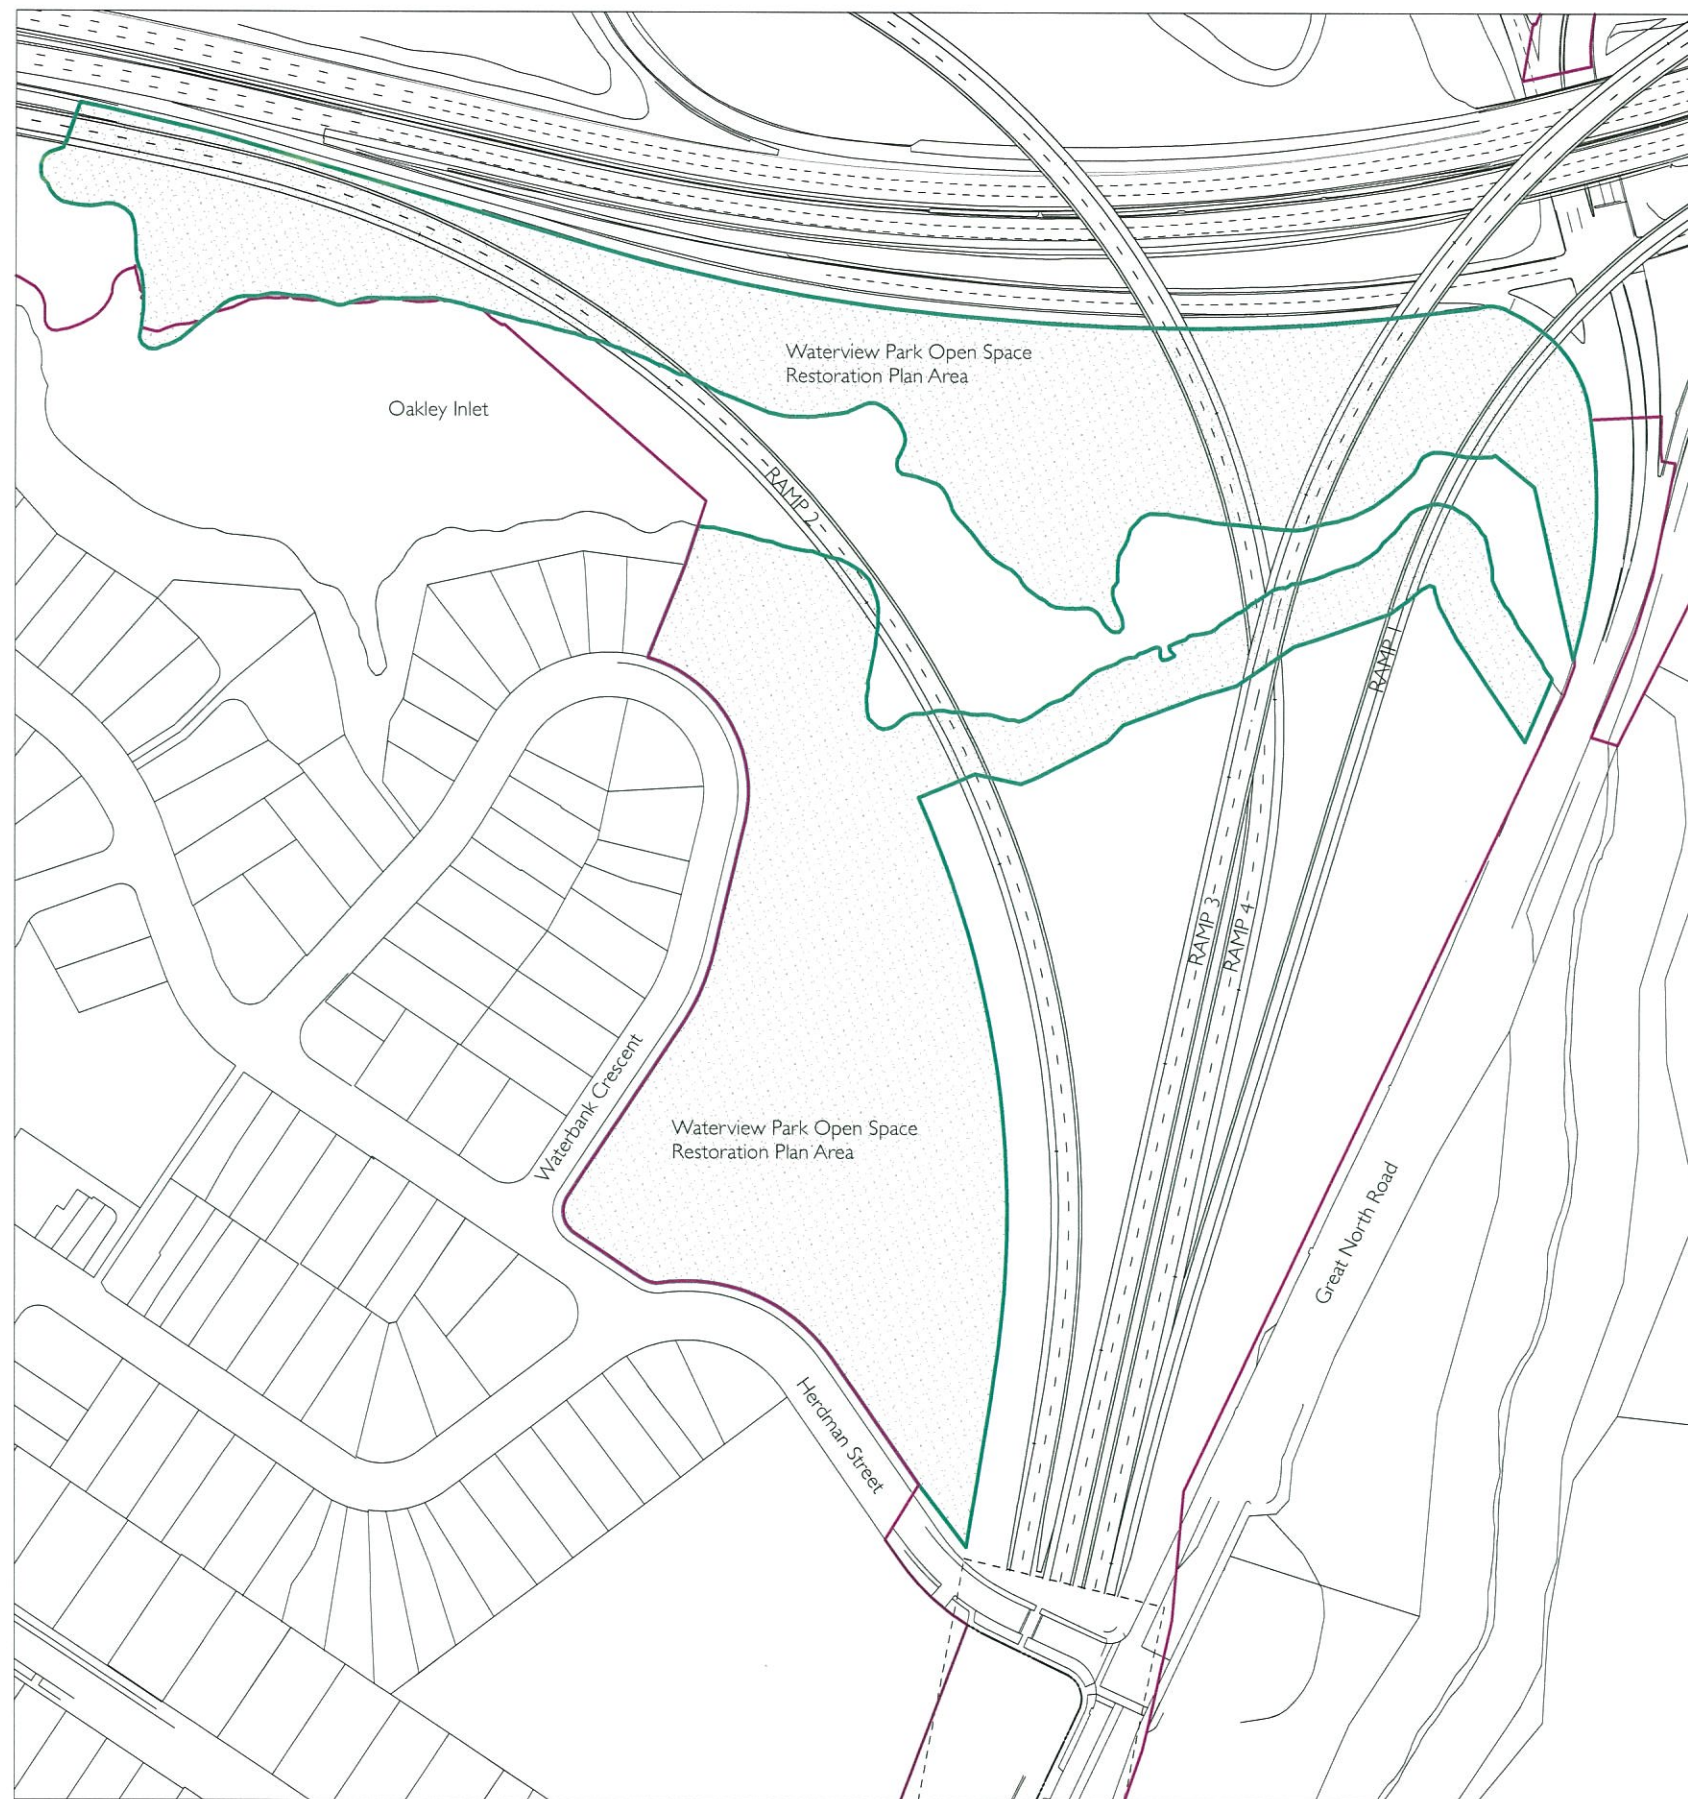 Waterview Park Open Space
Restoration Plan Area
Oakley Inlet
RAMP 2
RAMP 1
RAMP 3
RAMP 4
Waterbank Crescent
Waterview Park Open Space
Restoration Plan Area
Great North Road
Herdman Street